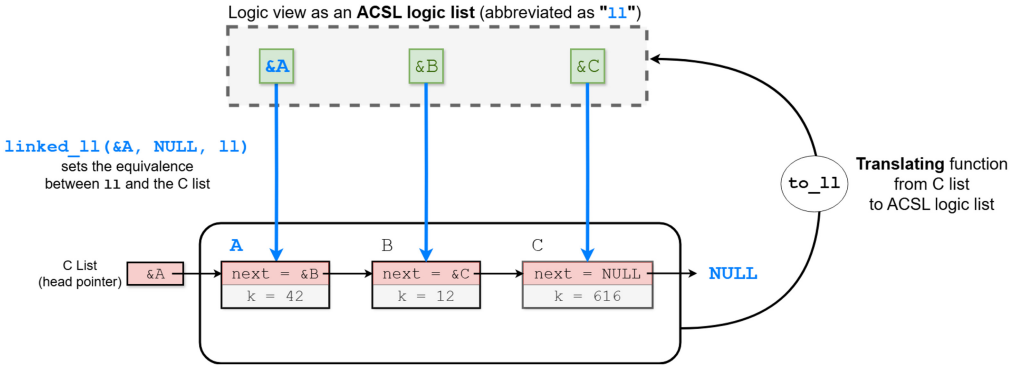 Logic view as an ACSL logic list (abbreviated as "ll")
&A
&B
&C
linked_ll(&A, NULL, ll)
sets the equivalence
between ll and the C list
to_ll
Translating function
from C list
to ACSL logic list
A
B
C
C List
(head pointer)
&A
next = &B
next = &C
next = NULL
NULL
k = 42
k = 12
k = 616